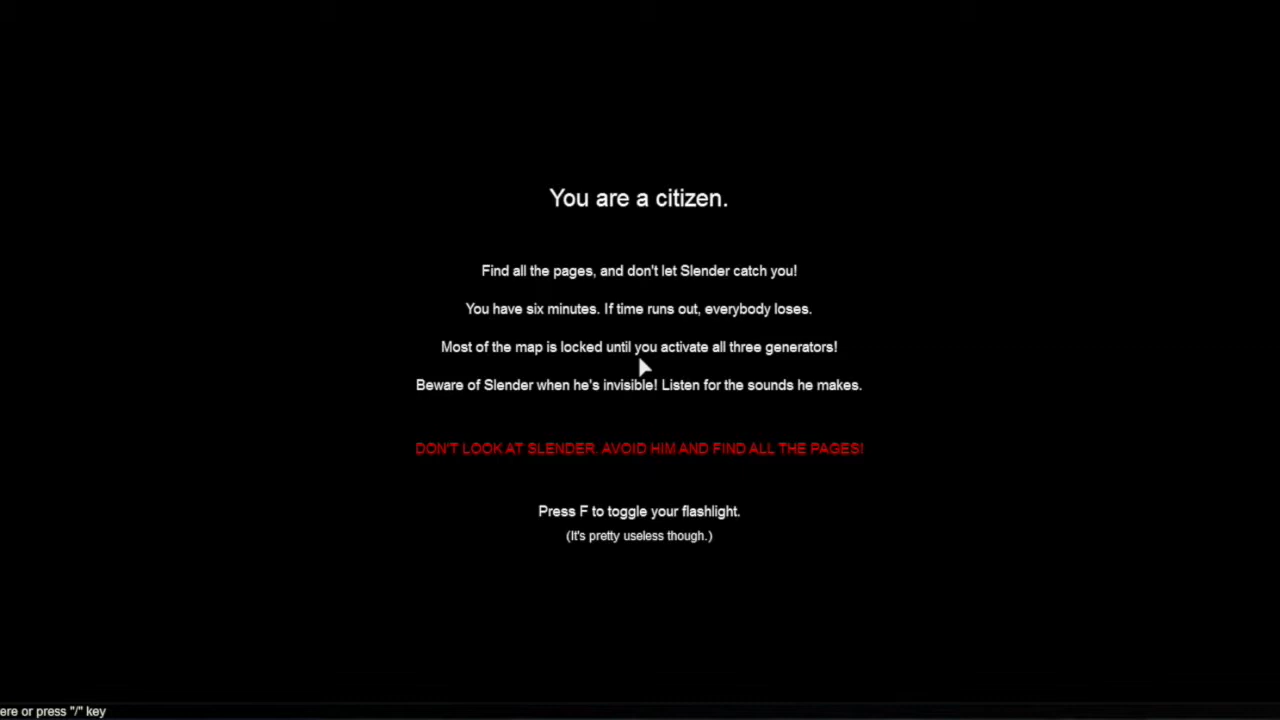 You are a citizen.
Find all the pages, and don't let Slender catch you!
You have six minutes. If time runs out, everybody loses.
Most of the map is locked until you activate all three generators!
Beware of Slender when he's invisible! Listen for the sounds he makes.
DON'T LOOK AT SLENDER. AVOID HIM AND FIND ALL THE PAGES!
Press F to toggle your flashlight.
(It's pretty useless though.)
ere or press "/" key